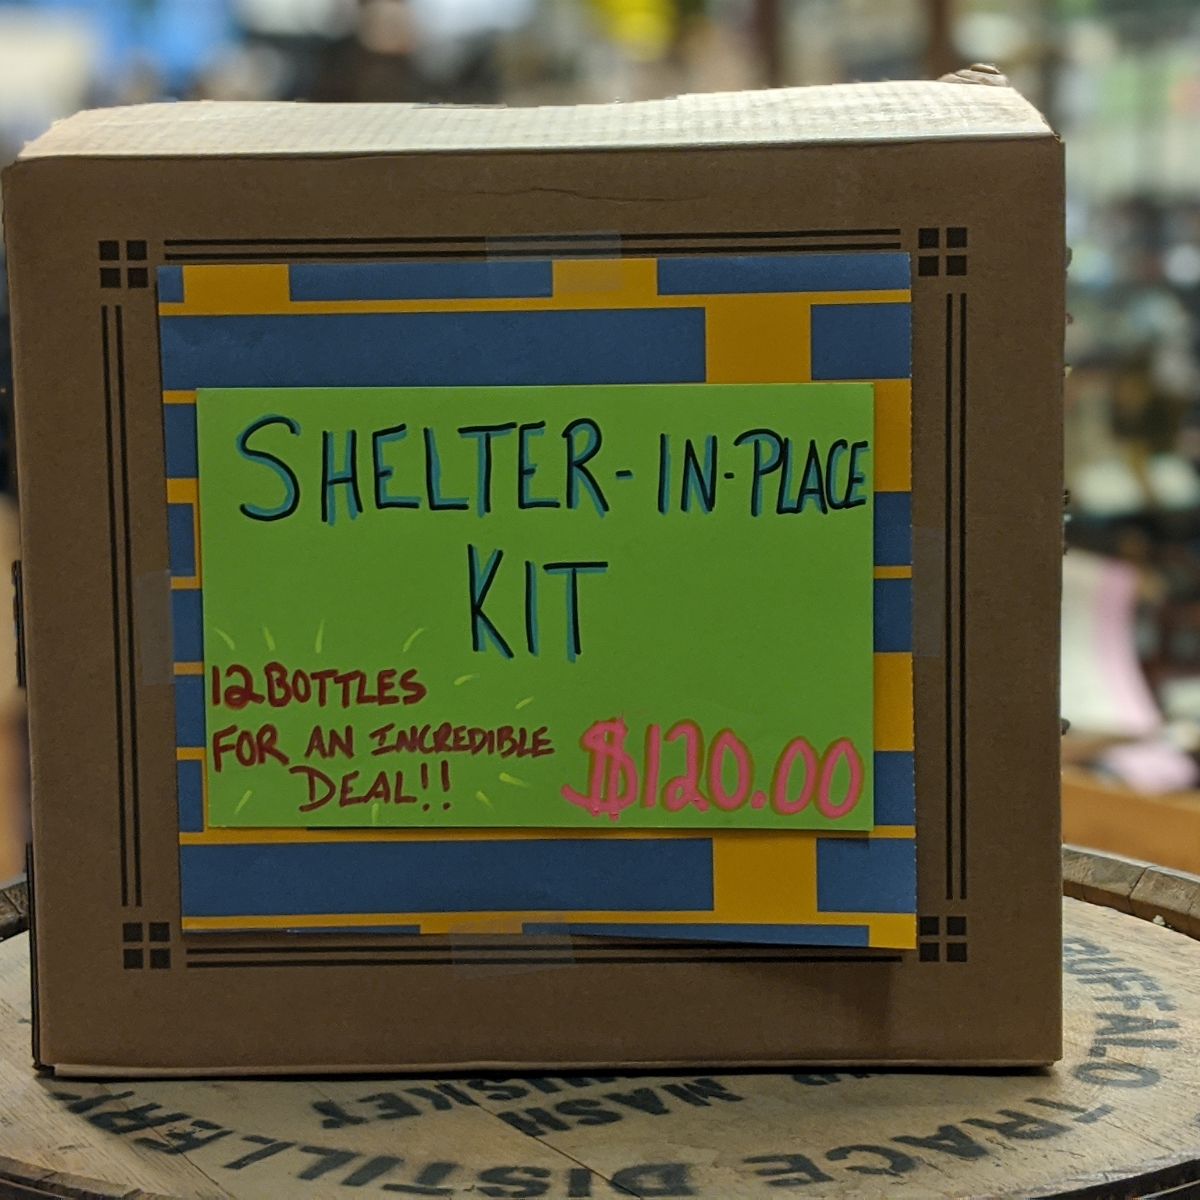 SHELTER-IN-PLACE
KIT
12 BOTTLES
FOR AN INCREDIBLE
DEAL!!
$120.00
BUFFALO TRACE DISTILLERY
MASH
WHISKEY